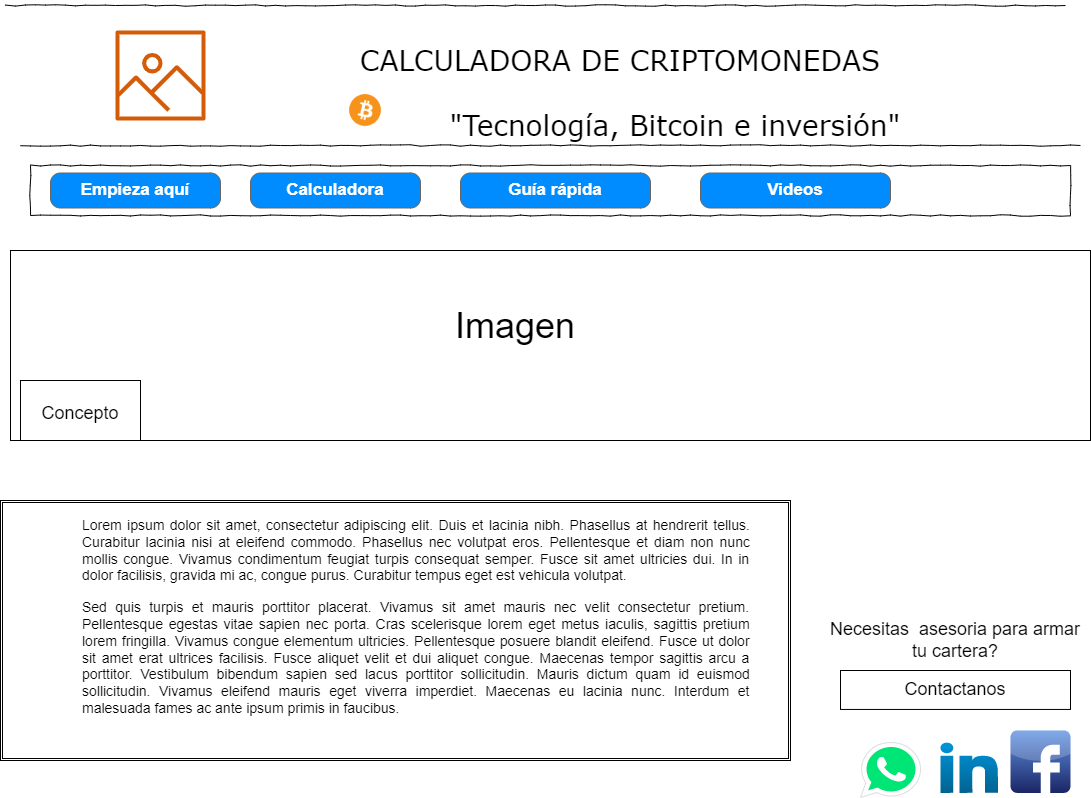 CALCULADORA DE CRIPTOMONEDAS
"Tecnología, Bitcoin e inversión"
Empieza aquí
Calculadora
Guía rápida
Videos
Imagen
Concepto
Lorem ipsum dolor sit amet, consectetur adipiscing elit. Duis et lacinia nibh. Phasellus at hendrerit tellus.
Curabitur lacinia nisi at eleifend commodo. Phasellus nec volutpat eros. Pellentesque et diam non nunc
mollis congue. Vivamus condimentum feugiat turpis consequat semper. Fusce sit amet ultricies dui. In in
dolor facilisis, gravida mi ac, congue purus. Curabitur tempus eget est vehicula volutpat.
Sed quis turpis et mauris porttitor placerat. Vivamus sit amet mauris nec velit consectetur pretium.
Pellentesque egestas vitae sapien nec porta. Cras scelerisque lorem eget metus iaculis, sagittis pretium
lorem fringilla. Vivamus congue elementum ultricies. Pellentesque posuere blandit eleifend. Fusce ut dolor
sit amet erat ultrices facilisis. Fusce aliquet velit et dui aliquet congue. Maecenas tempor sagittis arcu a
porttitor. Vestibulum bibendum sapien sed lacus porttitor sollicitudin. Mauris dictum quam id euismod
sollicitudin. Vivamus eleifend mauris eget viverra imperdiet. Maecenas eu lacinia nunc. Interdum et
malesuada fames ac ante ipsum primis in faucibus.
Necesitas asesoria para armar
tu cartera?
Contactanos
in
f